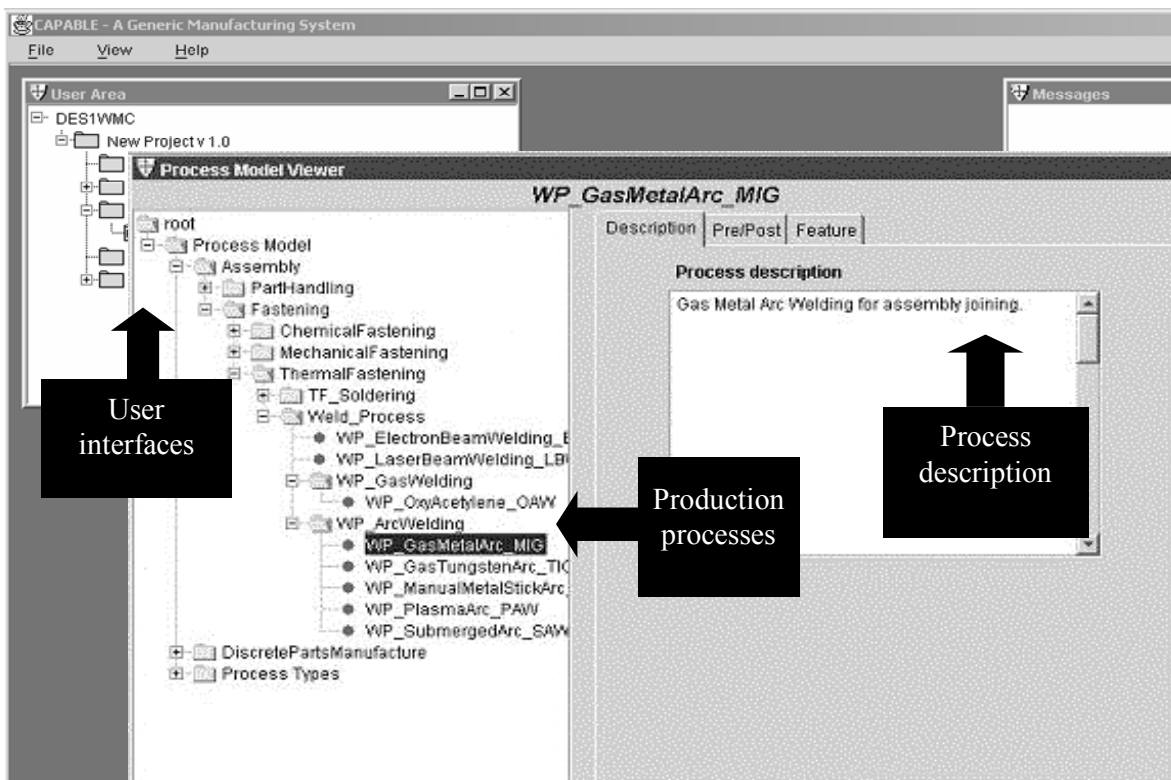 CAPABLE - A Generic Manufacturing System
File View Help
User Area
Messages
DES1WMC
New Project v 1.0
Process Model Viewer
WP_GasMetalArc_MIG
root
Process Model
Assembly
PartHandling
Fastening
ChemicalFastening
MechanicalFastening
ThermalFastening
TF_Soldering
Weld_Process
WP_ElectronBeamWelding_E
WP_LaserBeamWelding_LB
WP_GasWelding
WP_OxyAcetylene_OAW
WP_ArcWelding
WP_GasMetalArc_MIG
WP_GasTungstenArc_TIG
WP_ManualMetalStickArc_
WP_PlasmaArc_PAW
WP_SubmergedArc_SAW
DiscretePartsManufacture
Process Types
Description Pre/Post Feature
Process description
Gas Metal Arc Welding for assembly joining.
User
interfaces
Production
processes
Process
description